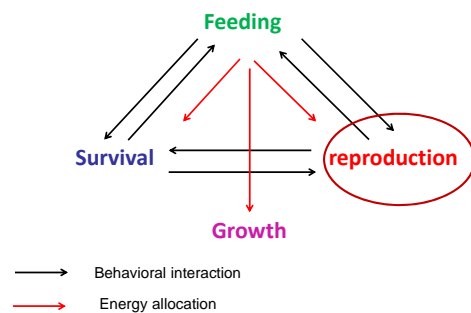 Feeding
Survival
reproduction
Growth
Behavioral interaction
Energy allocation